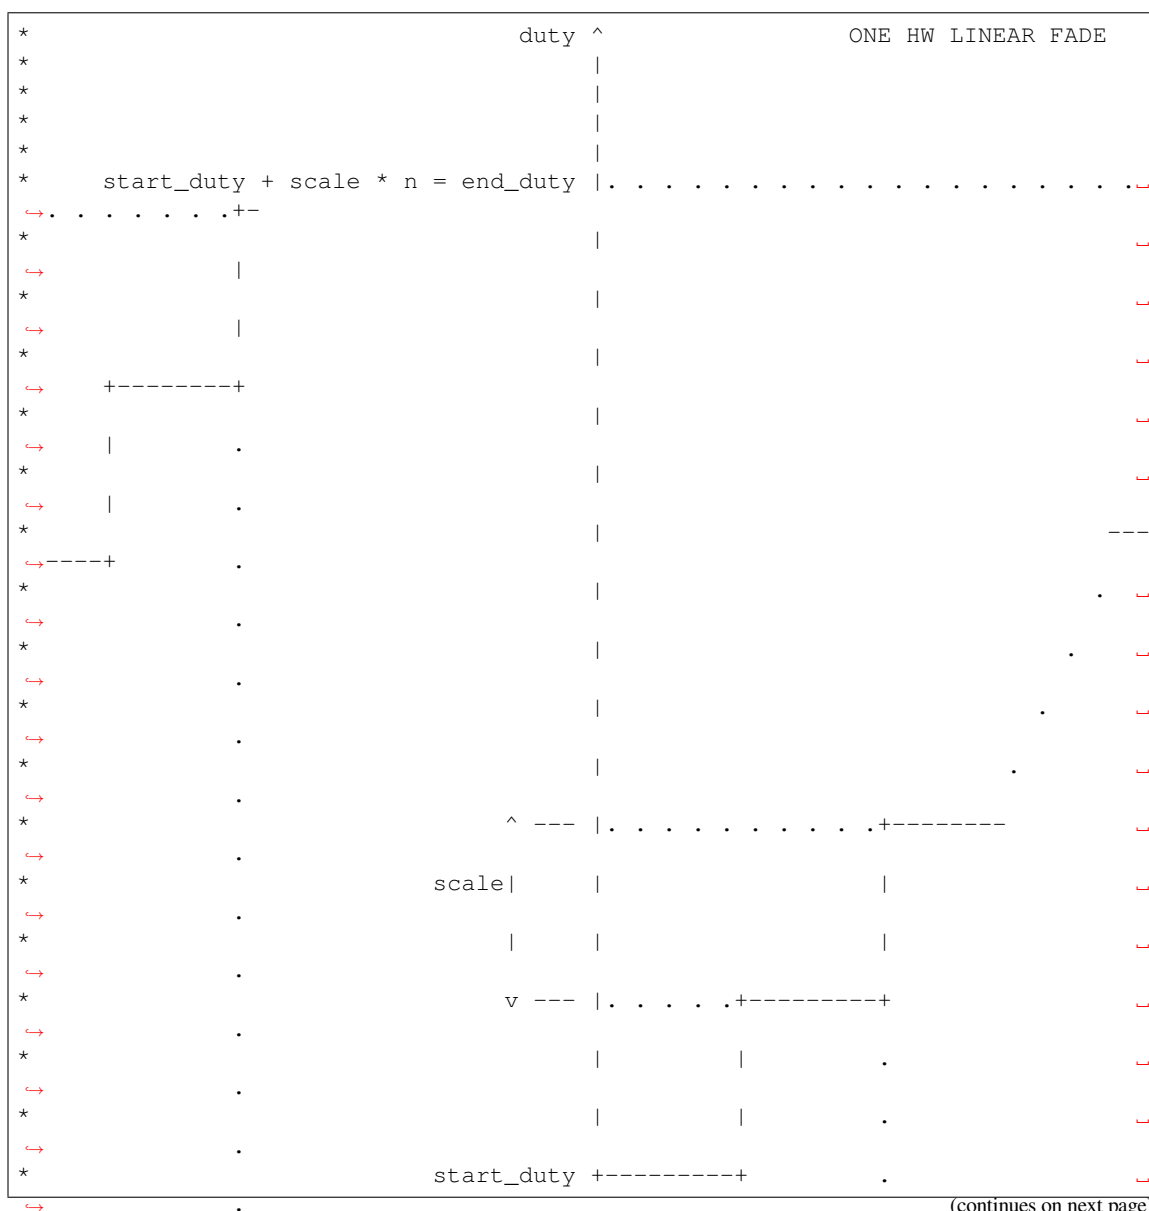 *                                  duty ^                 ONE HW LINEAR FADE
*                                       |
*                                       |
*                                       |
*                                       |
*     start_duty + scale * n = end_duty |. . . . . . . . . . . . . . . . . . .␣
↪. . . . . . .+-
*                                       |                                     ␣
↪             |
*                                       |                                     ␣
↪             |
*                                       |                                     ␣
↪    +--------+
*                                       |                                     ␣
↪    |        .
*                                       |                                     ␣
↪    |        .
*                                       |                                   ---
↪----+        .
*                                       |                                  .  ␣
↪             .
*                                       |                                .    ␣
↪             .
*                                       |                              .      ␣
↪             .
*                                       |                            .        ␣
↪             .
*                                 ^ --- |. . . . . . . . . .+--------         ␣
↪             .
*                            scale|     |                   |                 ␣
↪             .
*                                 |     |                   |                 ␣
↪             .
*                                 v --- |. . . . .+---------+                 ␣
↪             .
*                                       |         |         .                 ␣
↪             .
*                                       |         |         .                 ␣
↪             .
*                            start_duty +---------+         .                 ␣
↪             .
(continues on next page)